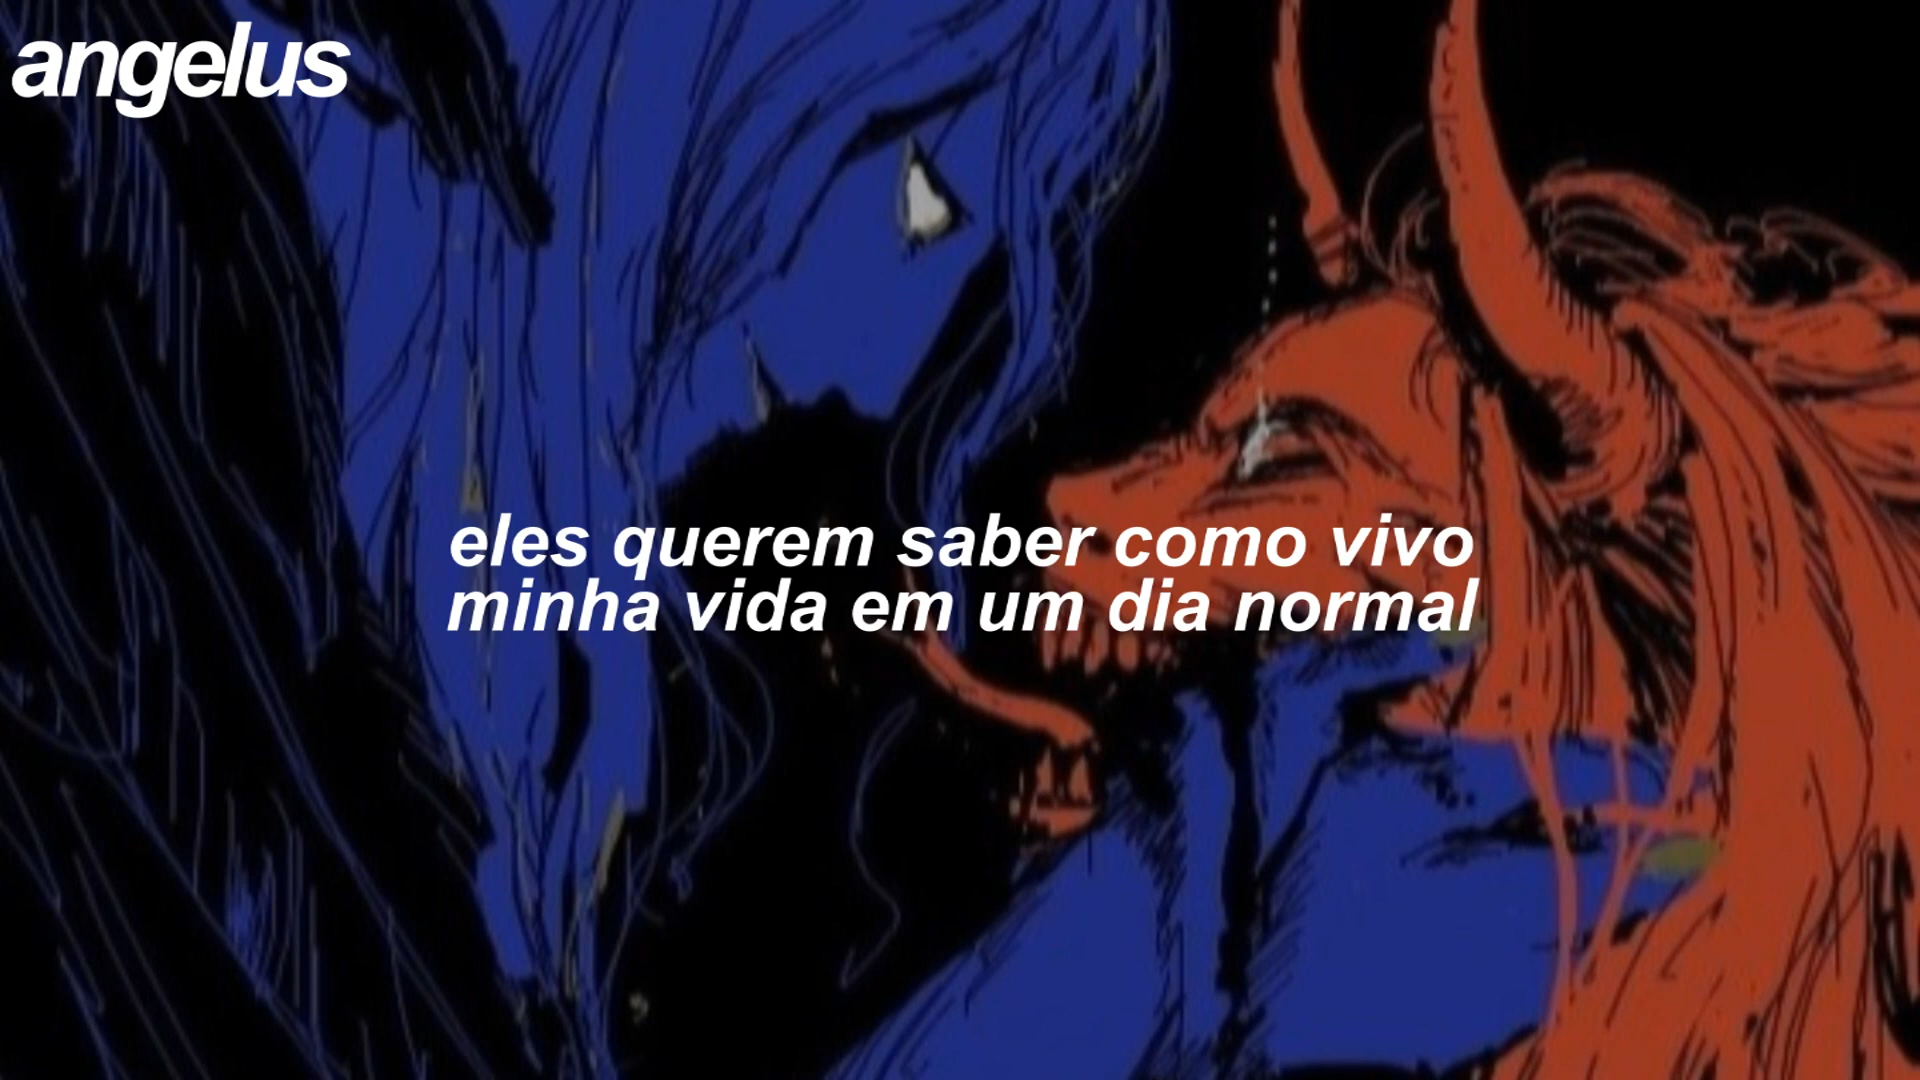 angelus
eles querem saber como vivo
minha vida em um dia normal